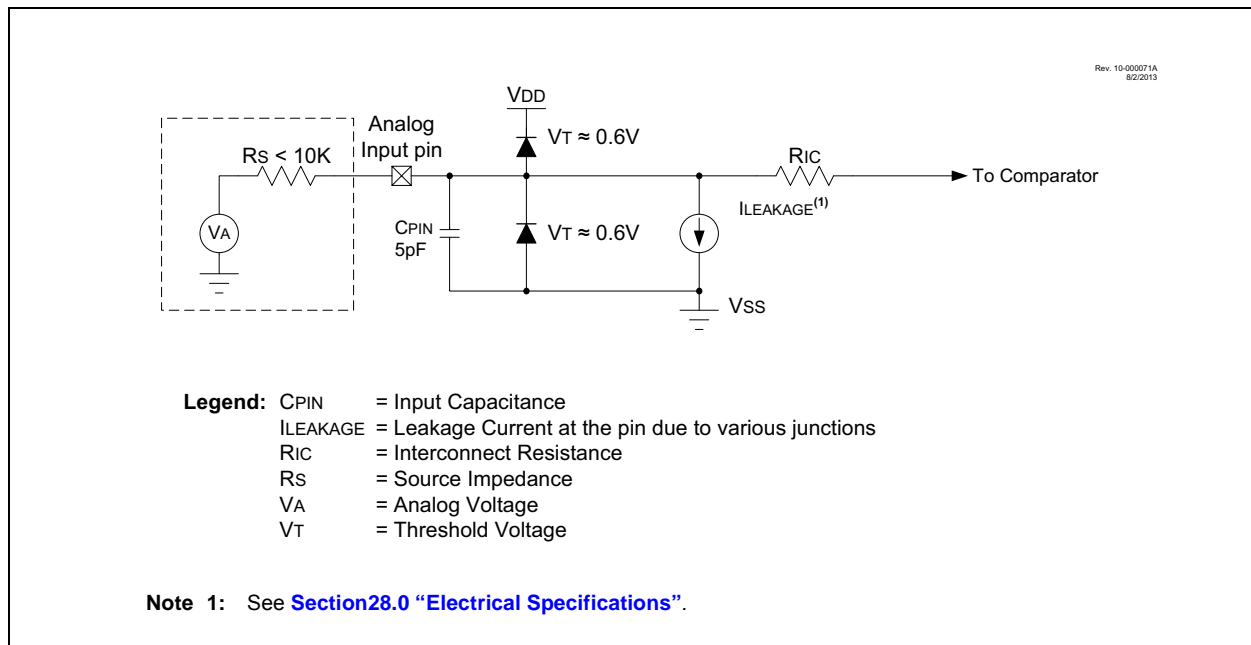 Rev. 10-000071A
8/2/2013
VDD
Analog
Input pin
VT ≈ 0.6V
RS < 10K
RIC
To Comparator
ILEAKAGE(1)
VA
CPIN
5pF
VT ≈ 0.6V
VSS
Legend: CPIN = Input Capacitance
ILEAKAGE = Leakage Current at the pin due to various junctions
RIC = Interconnect Resistance
RS = Source Impedance
VA = Analog Voltage
VT = Threshold Voltage
Note 1: See Section28.0 “Electrical Specifications”.